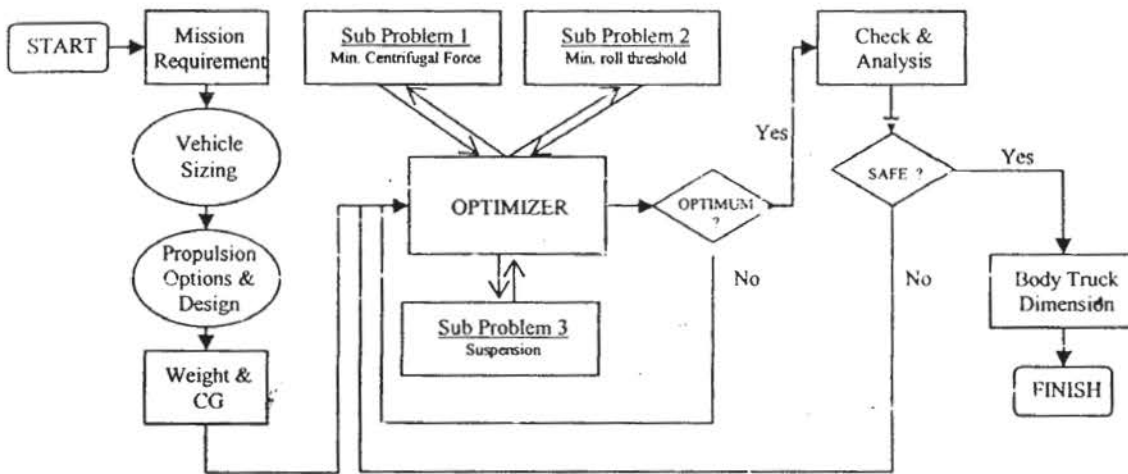 START
Mission
Requirement
Vehicle
Sizing
Propulsion
Options &
Design
Weight &
CG
Sub Problem 1
Min. Centrifugal Force
Sub Problem 2
Min. roll threshold
OPTIMIZER
Sub Problem 3
Suspension
OPTIMUM
?
Yes
No
Check &
Analysis
SAFE ?
Yes
No
Body Truck
Dimension
FINISH